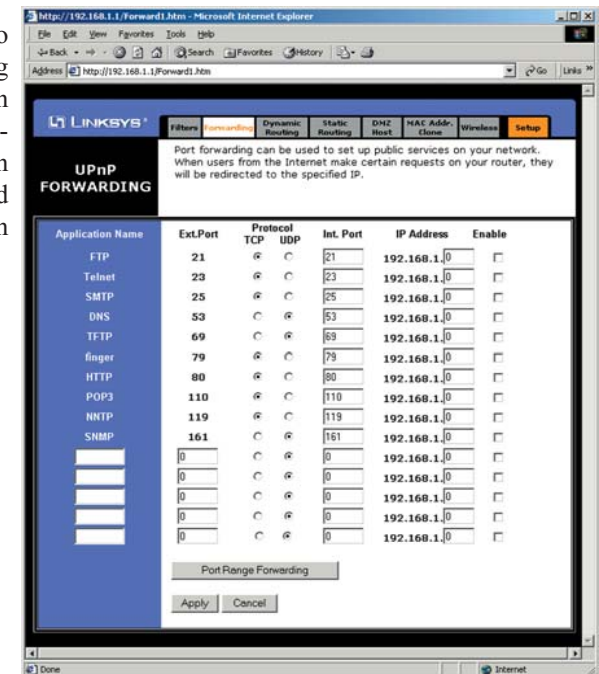 http://192.168.1.1/Forward1.htm - Microsoft Internet Explorer
File Edit View Favorites Tools Help
Back Search Favorites History
Address http://192.168.1.1/Forward1.htm Go Links »
LINKSYS® Filters Forwarding Dynamic Routing Static Routing DMZ Host MAC Addr. Clone Wireless Setup
UPnP
FORWARDING
Port forwarding can be used to set up public services on your network.
When users from the Internet make certain requests on your router, they
will be redirected to the specified IP.
Application Name Ext.Port Protocol TCP UDP Int. Port IP Address Enable
FTP 21 21 192.168.1.0
Telnet 23 23 192.168.1.0
SMTP 25 25 192.168.1.0
DNS 53 53 192.168.1.0
TFTP 69 69 192.168.1.0
finger 79 79 192.168.1.0
HTTP 80 80 192.168.1.0
POP3 110 110 192.168.1.0
NNTP 119 119 192.168.1.0
SNMP 161 161 192.168.1.0
0 0 192.168.1.0
0 0 192.168.1.0
0 0 192.168.1.0
0 0 192.168.1.0
0 0 192.168.1.0
Port Range Forwarding
Apply Cancel
Done Internet